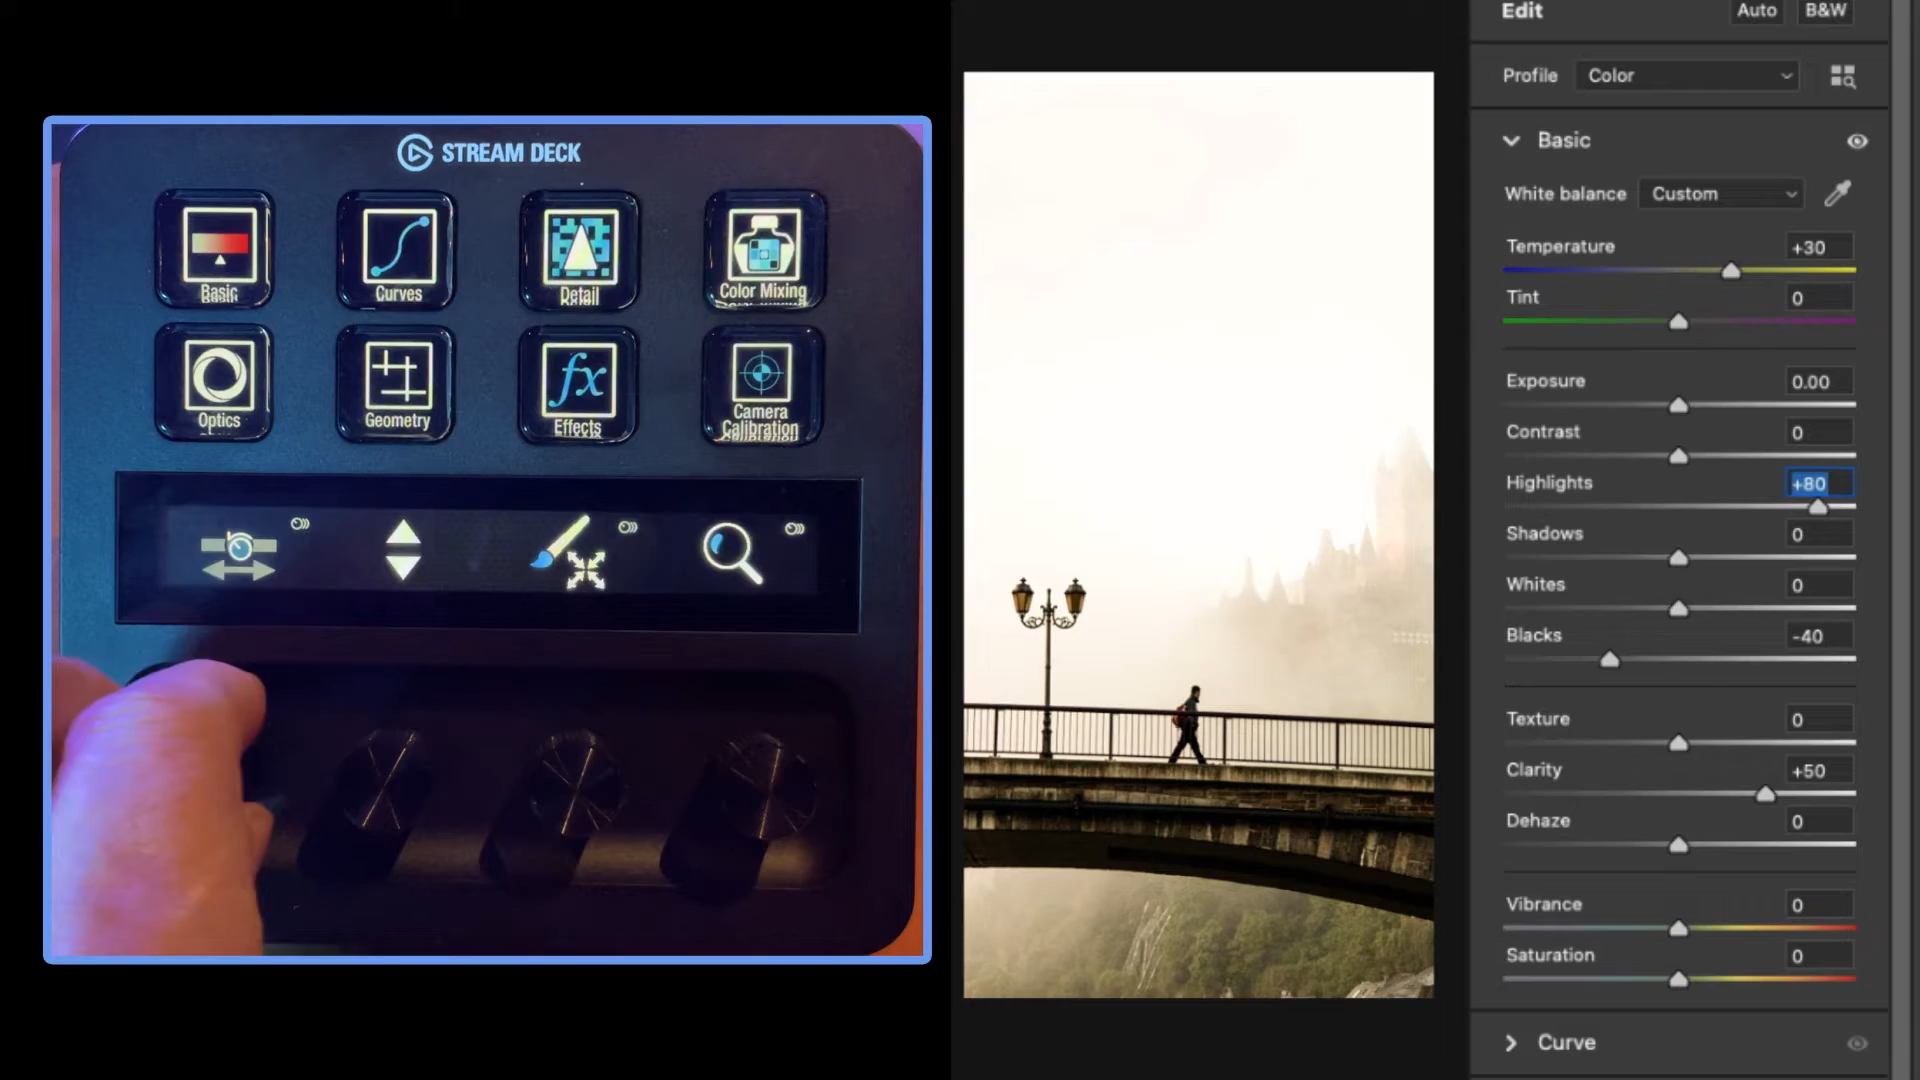 STREAM DECK
Basic
Curves
Detail
Color Mixing
Optics
Geometry
Effects
Camera
Calibration
Edit
Auto
B&W
Profile
Color
Basic
White balance
Custom
Temperature
+30
Tint
0
Exposure
0.00
Contrast
0
Highlights
+80
Shadows
0
Whites
0
Blacks
-40
Texture
0
Clarity
+50
Dehaze
0
Vibrance
0
Saturation
0
Curve